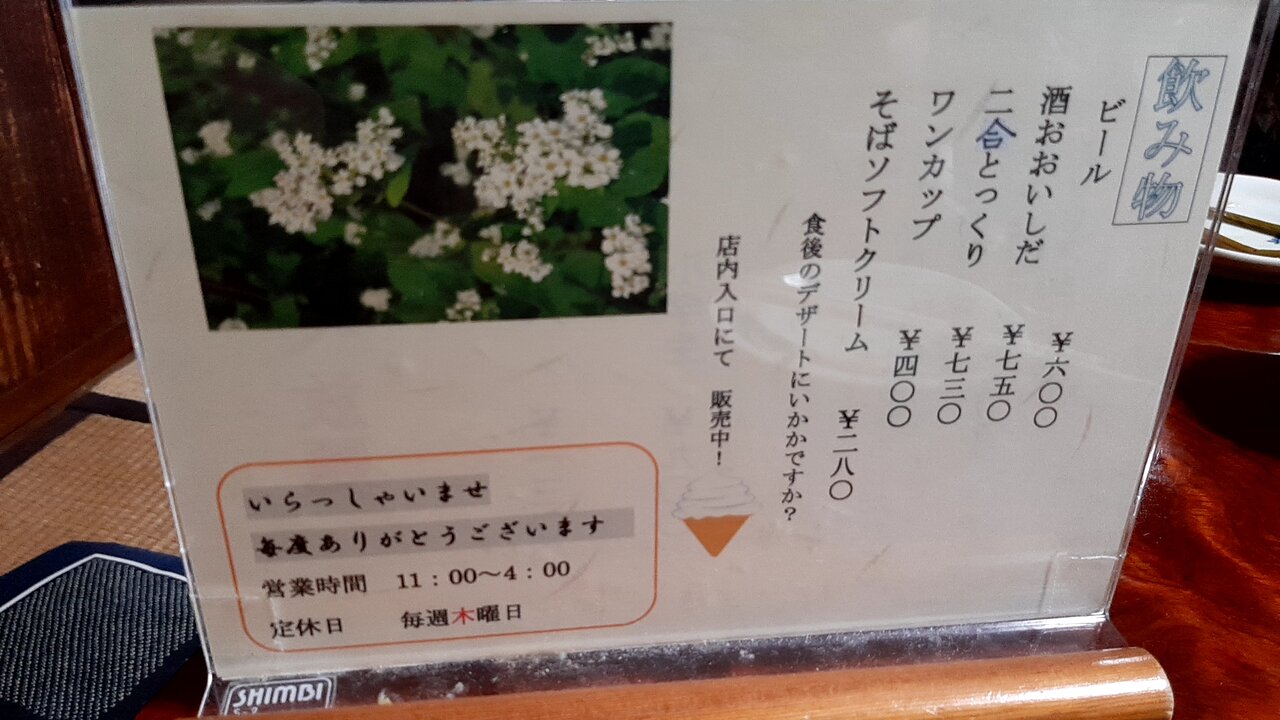 飲み物
ビール ¥六〇〇
酒おおいしだ ¥七五〇
二合とっくり ¥七三〇
ワンカップ ¥四〇〇
そばソフトクリーム ¥二八〇
食後のデザートにいかかですか？
店内入口にて 販売中！
いらっしゃいませ
毎度ありがとうございます
営業時間 11：00～4：00
定休日 毎週木曜日
SHIMBI